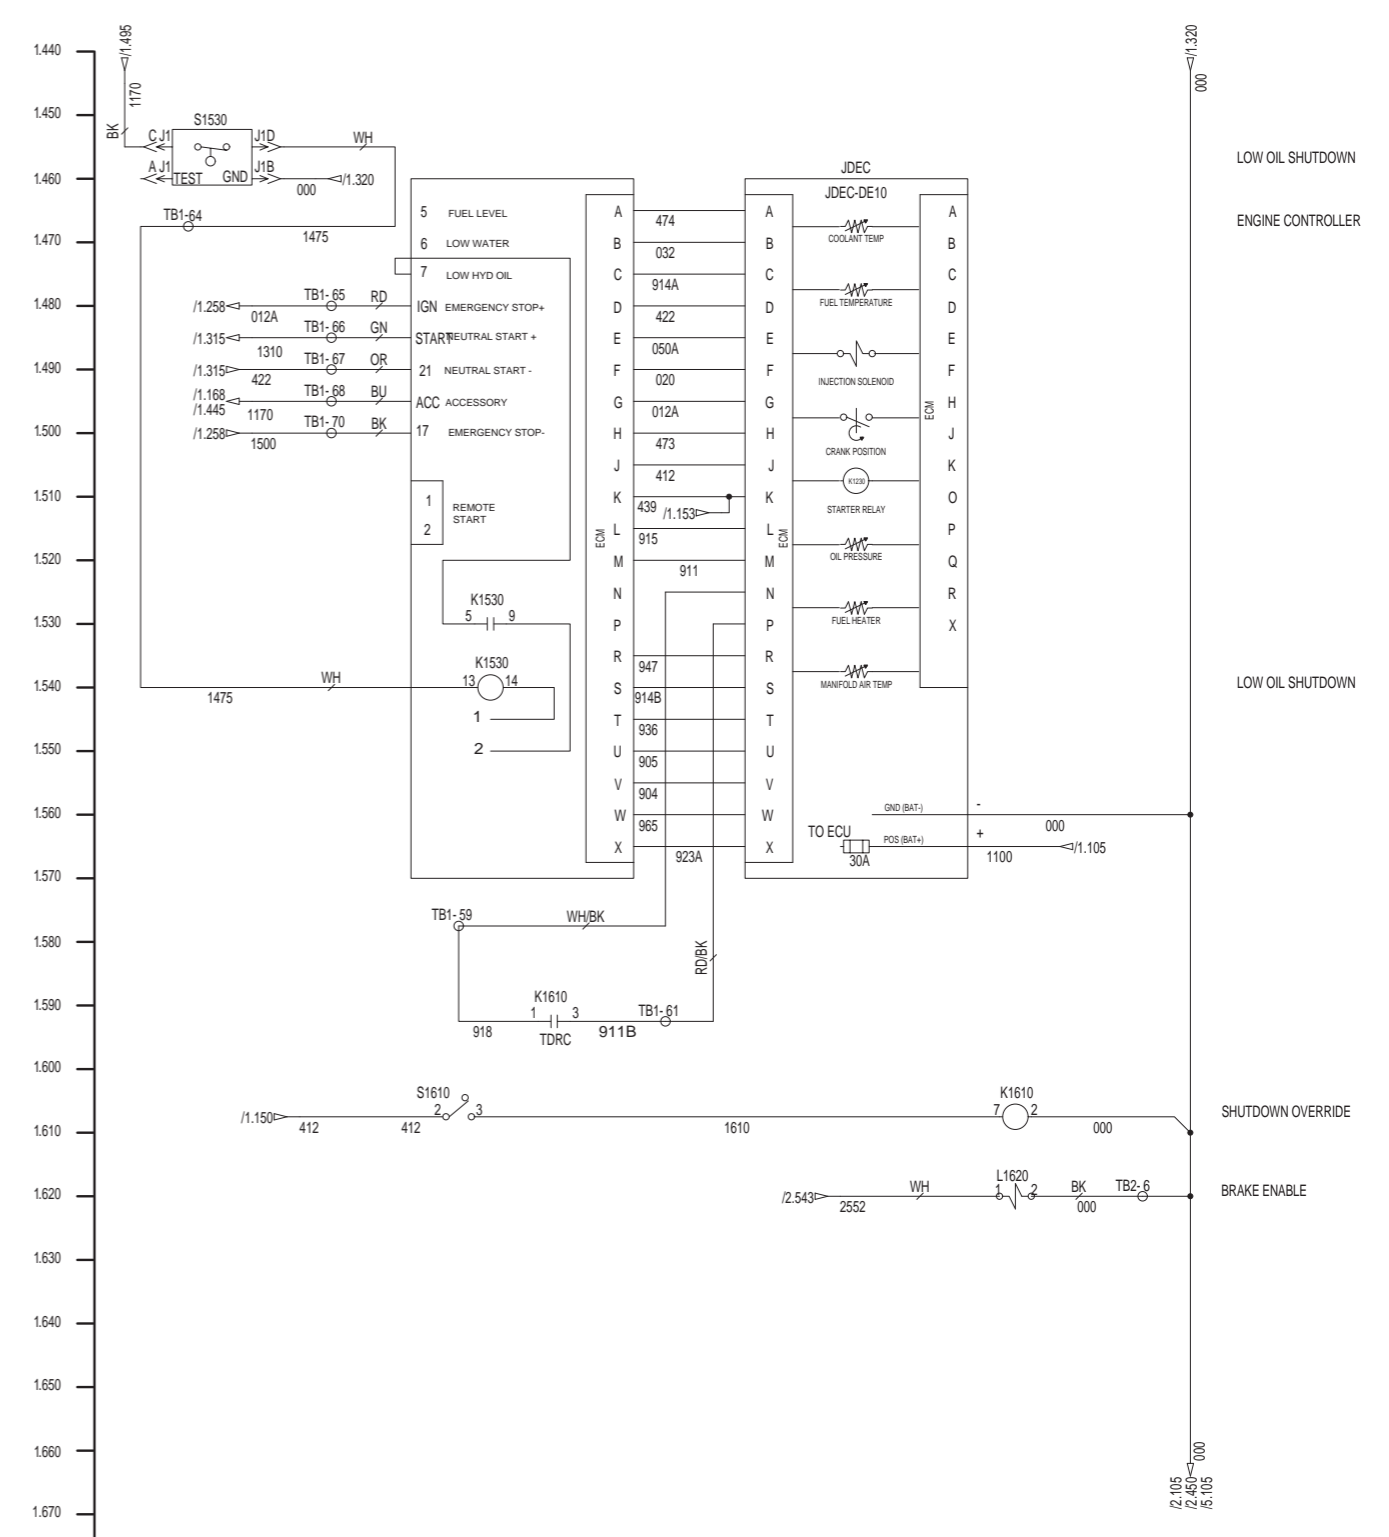 /1.495
/1.320
1.440
1170
000
1.450
S1530
BK
C J1
J1D
WH
LOW OIL SHUTDOWN
A J1
J1B
TEST
GND
000
/1.320
JDEC
1.460
JDEC-DE10
TB1-64
1475
ENGINE CONTROLLER
5 FUEL LEVEL
A
474
A
COOLANT TEMP
A
1.470
6 LOW WATER
B
032
B
B
7 LOW HYD OIL
C
914A
C
FUEL TEMPERATURE
C
1.480
/1.258
012A
TB1- 65
RD
IGN EMERGENCY STOP+
D
422
D
D
/1.315
1310
TB1- 66
GN
START NEUTRAL START +
E
050A
E
E
1.490
/1.315
422
TB1- 67
OR
21 NEUTRAL START -
F
020
F
INJECTION SOLENOID
F
/1.168
/1.445
1170
TB1- 68
BU
ACC ACCESSORY
G
012A
G
ECM
H
1.500
/1.258
1500
TB1- 70
BK
17 EMERGENCY STOP-
H
473
H
CRANK POSITION
J
J
412
J
K1230
K
1.510
1
REMOTE
START
2
K
439
/1.153
K
STARTER RELAY
O
ECM
L
915
L
ECM
P
1.520
M
911
M
OIL PRESSURE
Q
N
N
R
K1530
5 9
1.530
P
P
FUEL HEATER
X
K1530
13 14
R
947
R
MANIFOLD AIR TEMP
1.540
1475
WH
S
914B
S
LOW OIL SHUTDOWN
1
T
936
T
1.550
2
U
905
U
V
904
V
1.560
W
965
W
GND (BAT-)
-
000
X
923A
X
TO ECU
30A
POS (BAT+)
+
1100
/1.105
1.570
TB1- 59
WH/BK
1.580
RD/BK
1.590
K1610
1 3
TB1- 61
918
TDRC
911B
1.600
/1.150
412
412
S1610
2 3
1610
K1610
7 2
000
SHUTDOWN OVERRIDE
1.610
1.620
/2.543
2552
WH
L1620
1 2
BK
000
TB2- 6
BRAKE ENABLE
1.630
1.640
1.650
1.660
000
/2.105
/2.450
/5.105
1.670